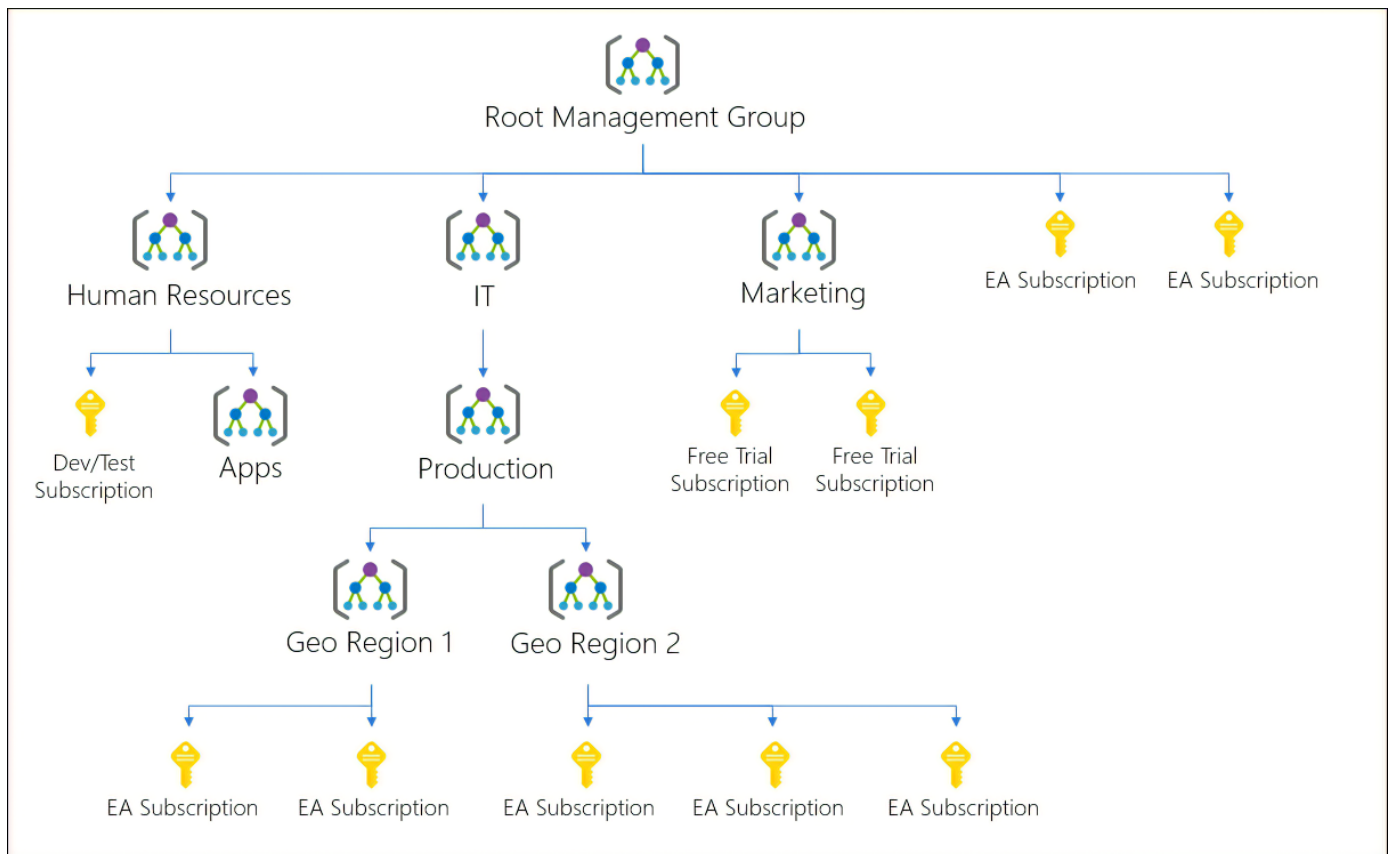 Root Management Group
Human Resources
IT
Marketing
EA Subscription
EA Subscription
Dev/Test
Subscription
Apps
Production
Free Trial
Subscription
Free Trial
Subscription
Geo Region 1
Geo Region 2
EA Subscription
EA Subscription
EA Subscription
EA Subscription
EA Subscription